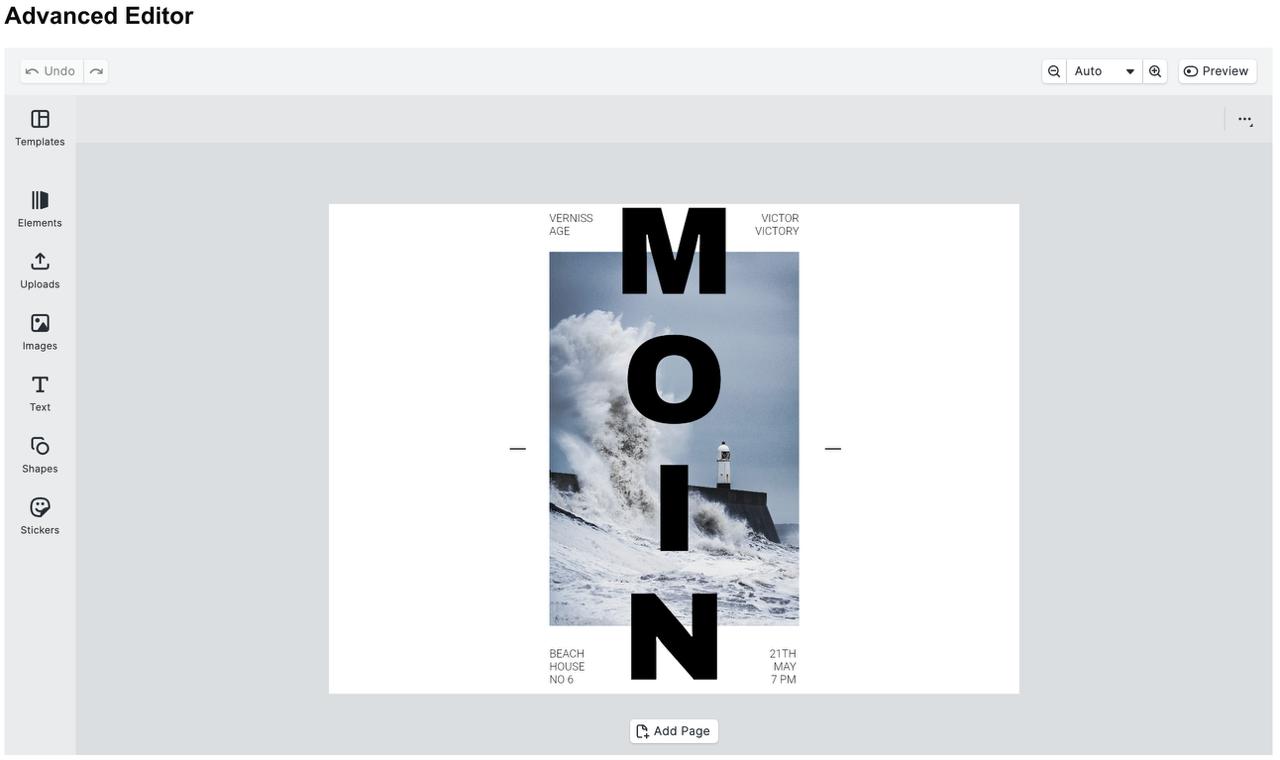 Advanced Editor
Undo
Auto
Preview
Templates
Elements
Uploads
Images
Text
Shapes
Stickers
VERNISS
AGE
VICTOR
VICTORY
M
O
I
N
BEACH
HOUSE
NO 6
21TH
MAY
7 PM
Add Page